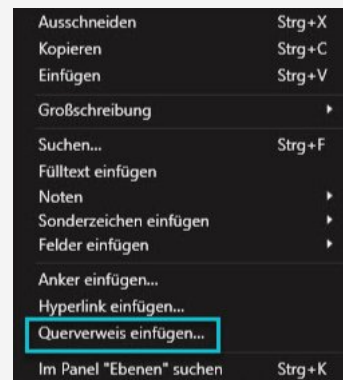 Ausschneiden Strg+X
Kopieren Strg+C
Einfügen Strg+V
Großschreibung
Suchen... Strg+F
Fülltext einfügen
Noten
Sonderzeichen einfügen
Felder einfügen
Anker einfügen...
Hyperlink einfügen...
Querverweis einfügen...
Im Panel "Ebenen" suchen Strg+K